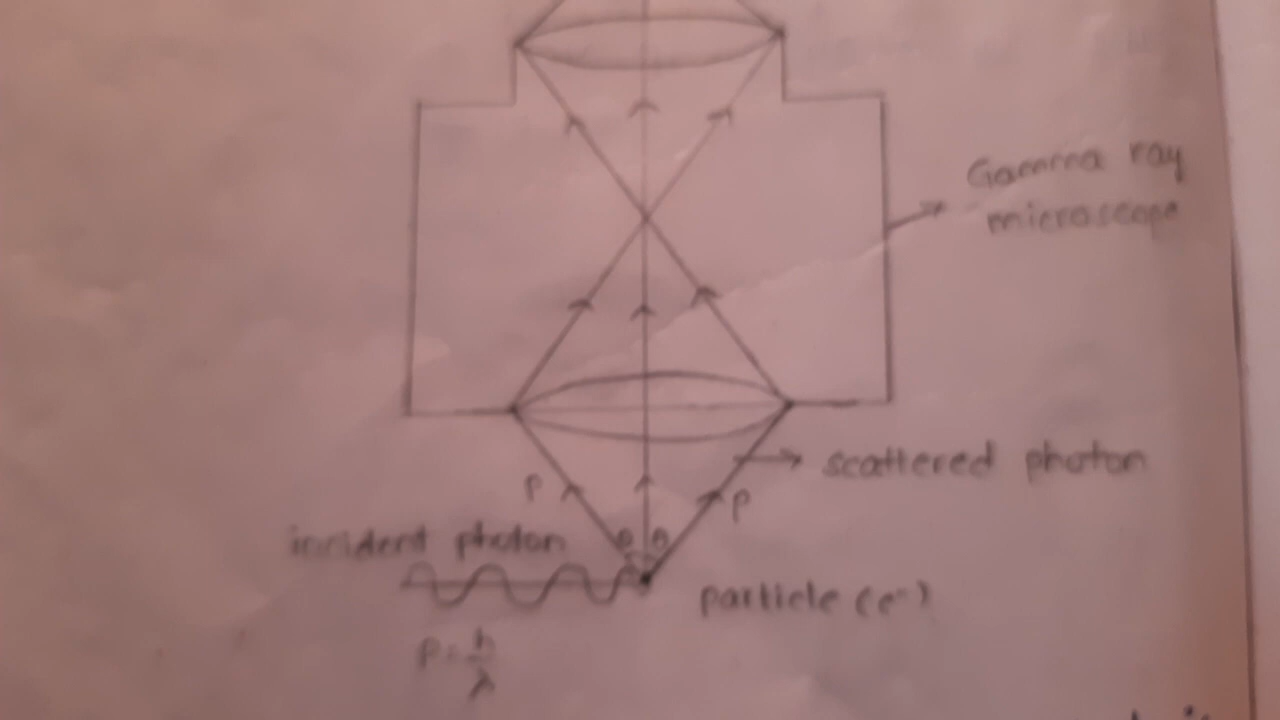 Gamma ray
microscope
scattered photon
P
P
incident photon
θ θ
particle (e⁻)
P = h
λ